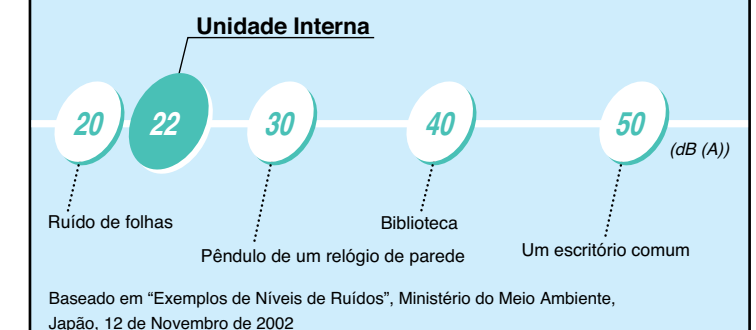 Unidade Interna
20 22 30 40 50
(dB (A))
Ruído de folhas
Biblioteca
Pêndulo de um relógio de parede
Um escritório comum
Baseado em “Exemplos de Níveis de Ruídos”, Ministério do Meio Ambiente,
Japão, 12 de Novembro de 2002